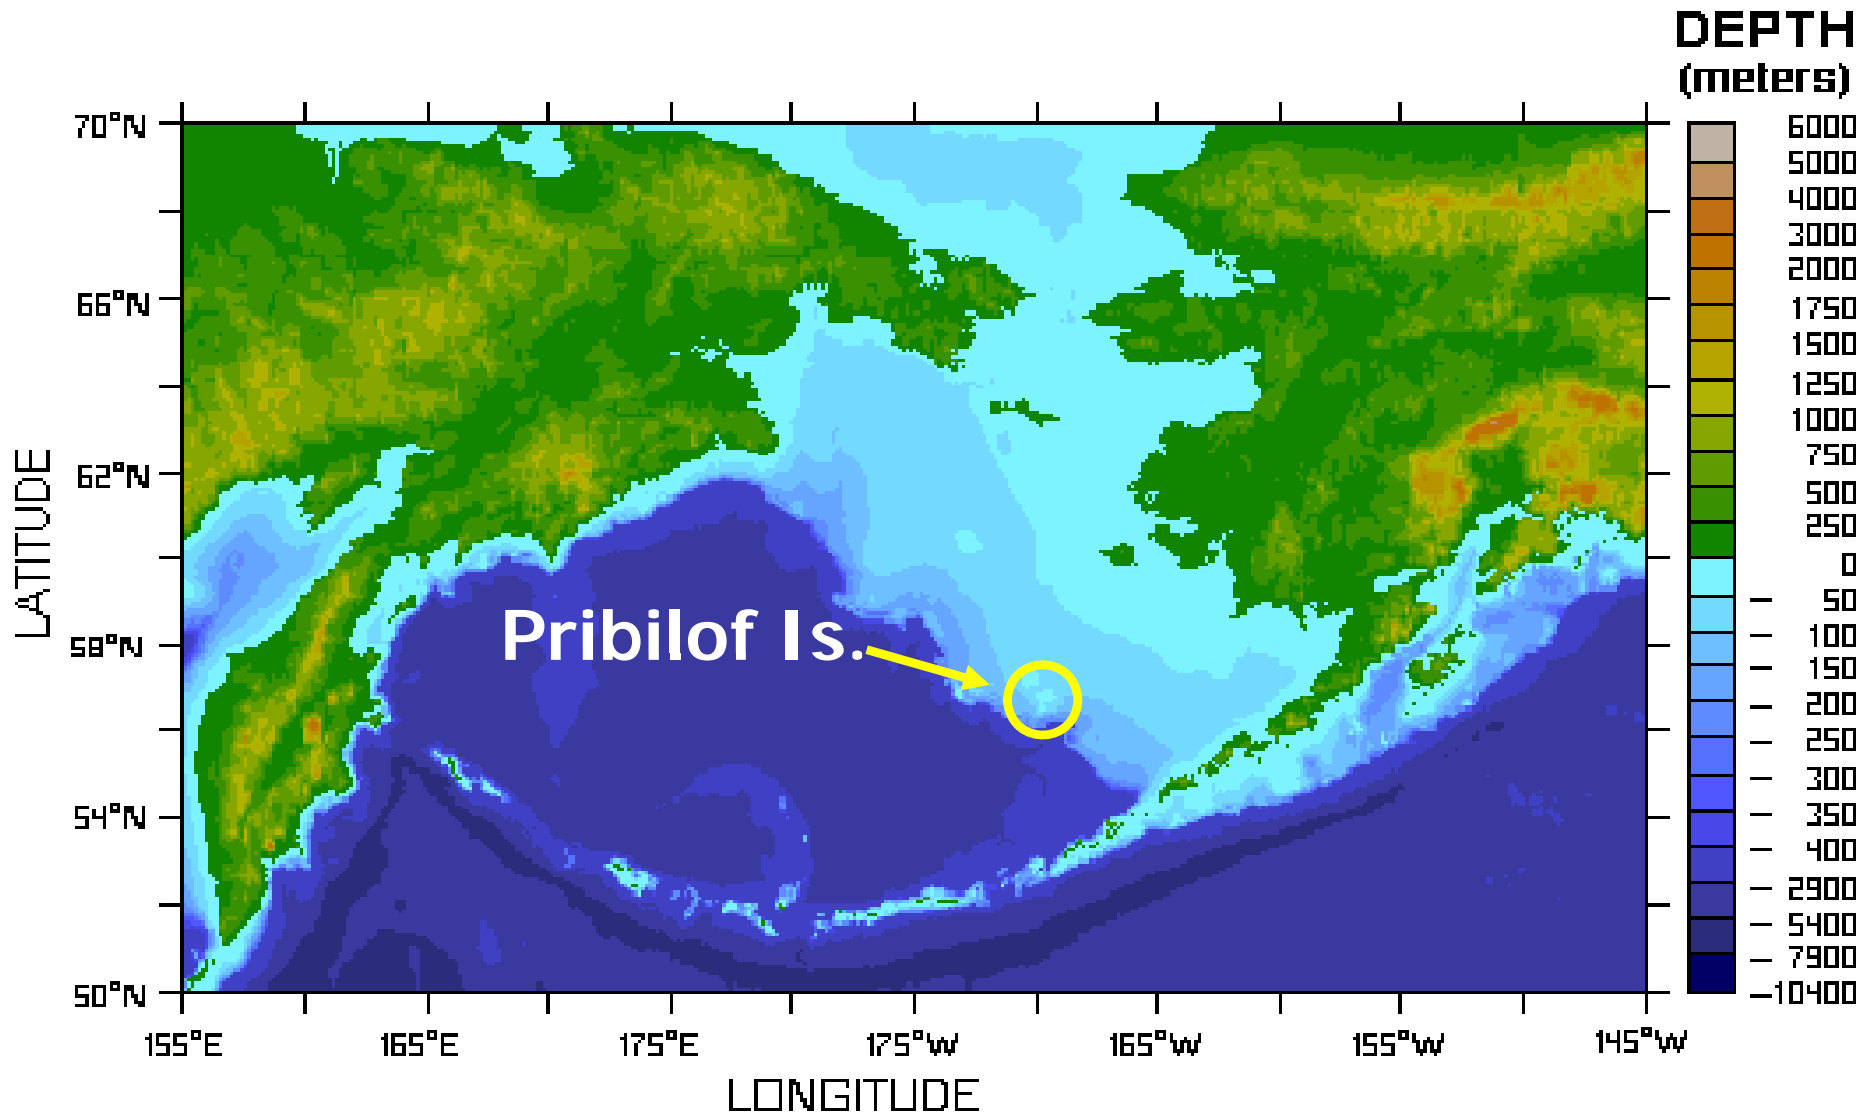 DEPTH
(meters)
70°N
66°N
62°N
58°N
54°N
50°N
LATITUDE
Pribilof Is.
155°E 165°E 175°E 175°W 165°W 155°W 145°W
LONGITUDE
6000
5000
4000
3000
2000
1750
1500
1250
1000
750
500
250
0
– 50
– 100
– 150
– 200
– 250
– 300
– 350
– 400
– 2900
– 5400
– 7900
–10400